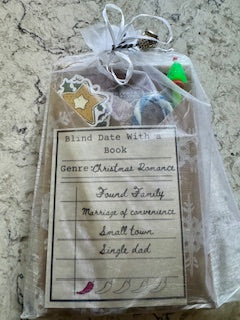 Blind Date With a
Book
Genre: Christmas Romance
Found Family
Marriage of convenience
Small town
Single dad